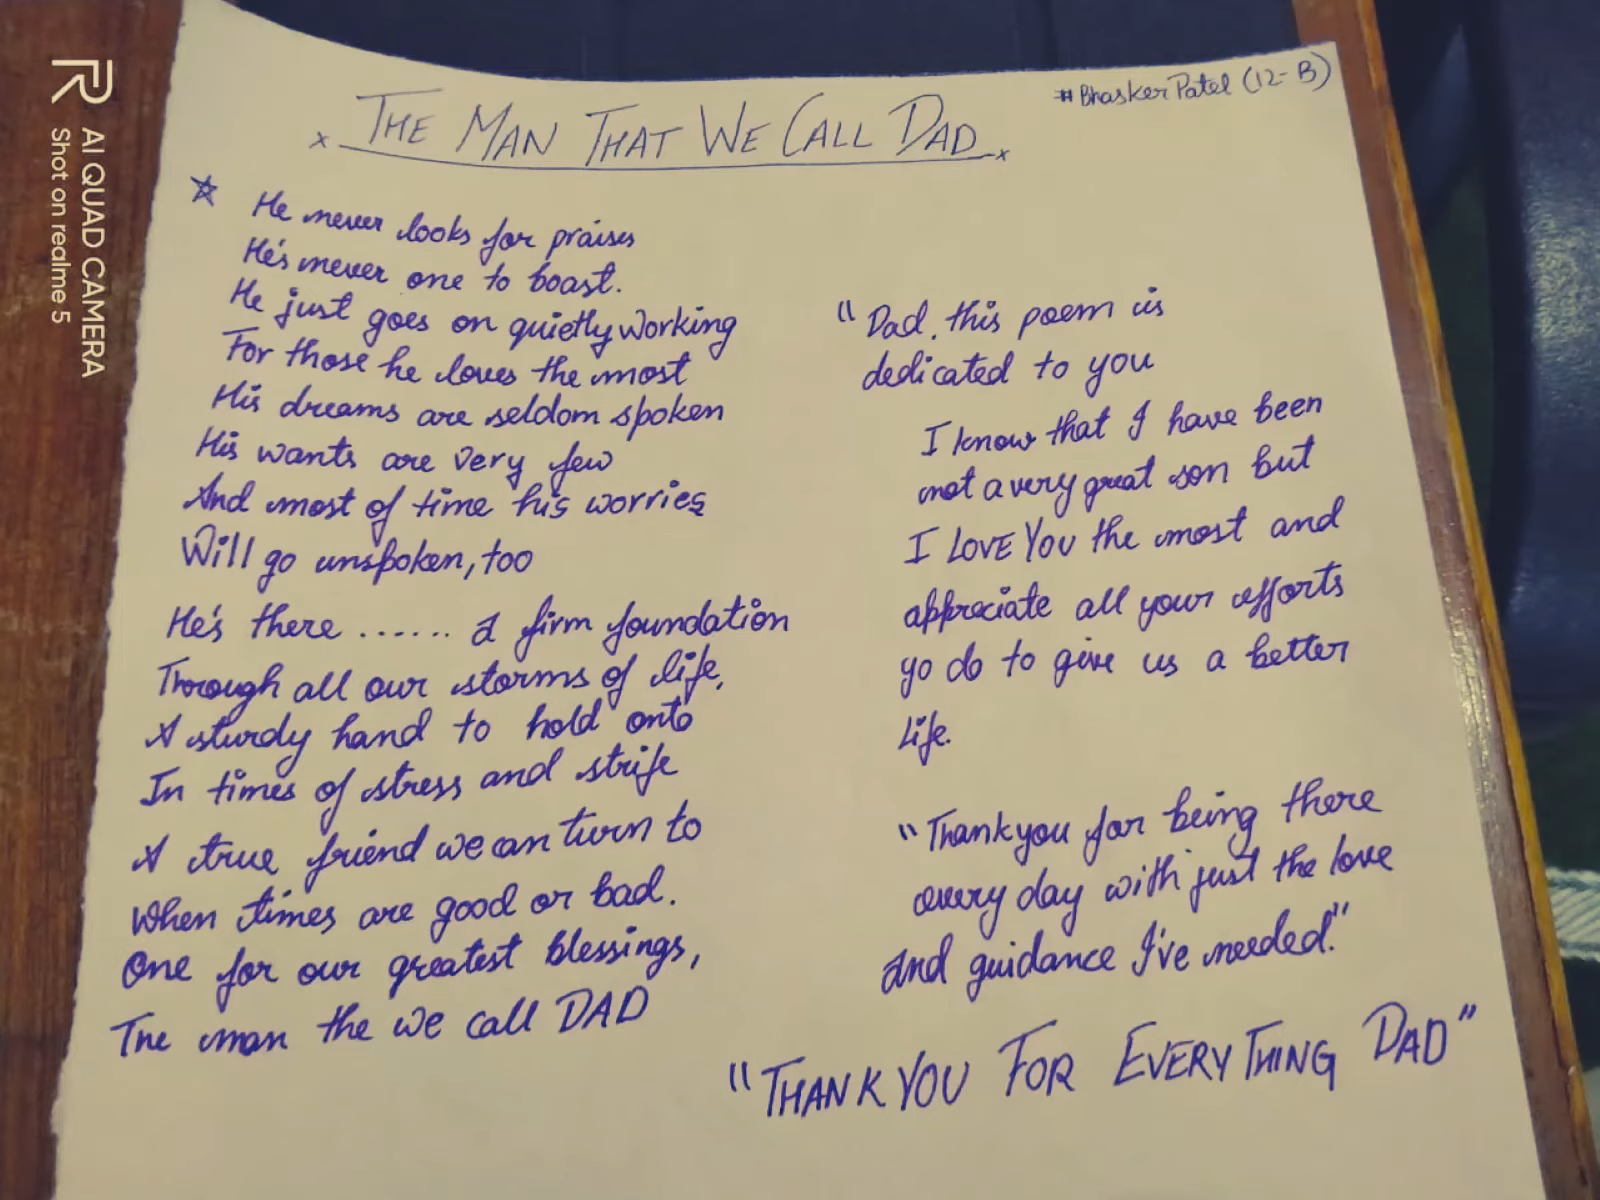 #BhaskerPatel (12-B)
THE MAN THAT WE CALL DAD
He never looks for praises
He's never one to boast.
He just goes on quietly working
For those he loves the most
His dreams are seldom spoken
His wants are very few
And most of time his worries
Will go unspoken, too
He's there ...... A firm foundation
Through all our storms of life,
A sturdy hand to hold onto
In times of stress and strife
A true friend we can turn to
When times are good or bad.
One for our greatest blessings,
The man the we call DAD
"Dad, this poem is
dedicated to you
I know that I have been
not a very great son but
I LOVE YOU the most and
appreciate all your efforts
yo do to give us a better
life.
"Thankyou for being there
every day with just the love
and guidance I've needed."
"THANK YOU FOR EVERYTHING DAD"
AI QUAD CAMERA
Shot on realme 5